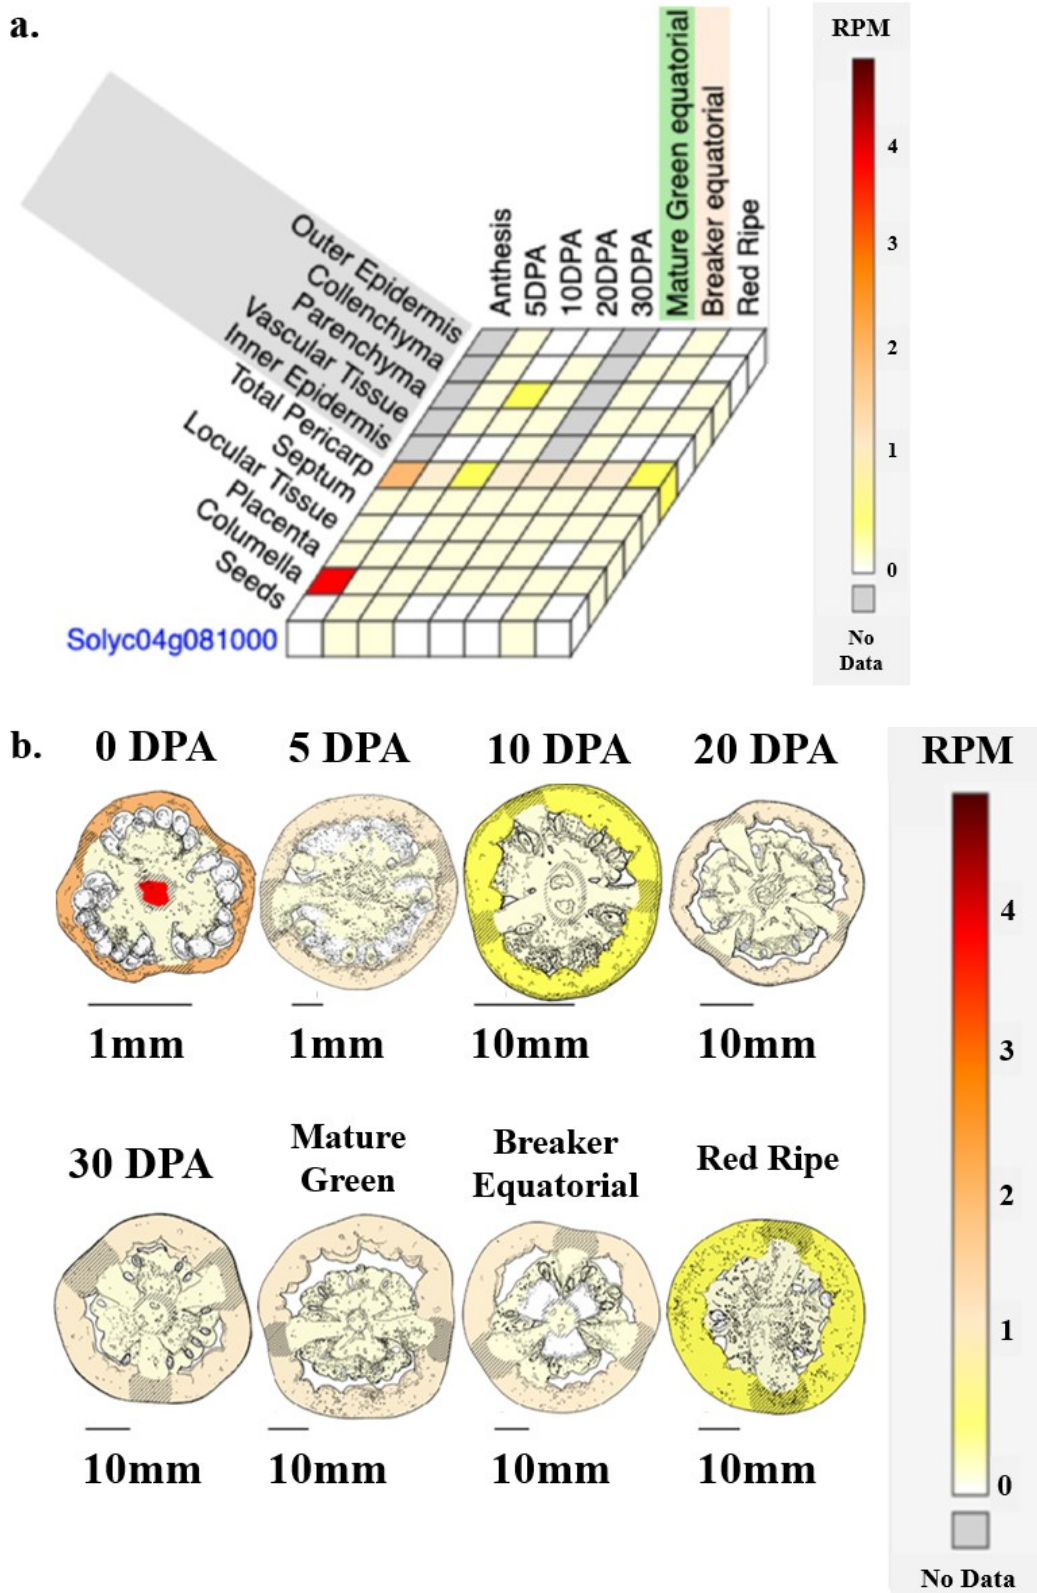 a.
RPM
4
3
2
1
0
No
Data
Anthesis
5DPA
10DPA
20DPA
30DPA
Mature Green equatorial
Breaker equatorial
Red Ripe
Outer Epidermis
Collenchyma
Parenchyma
Vascular Tissue
Inner Epidermis
Total Pericarp
Septum
Locular Tissue
Placenta
Columella
Seeds
Solyc04g081000
b.
0 DPA
5 DPA
10 DPA
20 DPA
1mm
1mm
10mm
10mm
30 DPA
Mature
Green
Breaker
Equatorial
Red Ripe
10mm
10mm
10mm
10mm
RPM
4
3
2
1
0
No Data